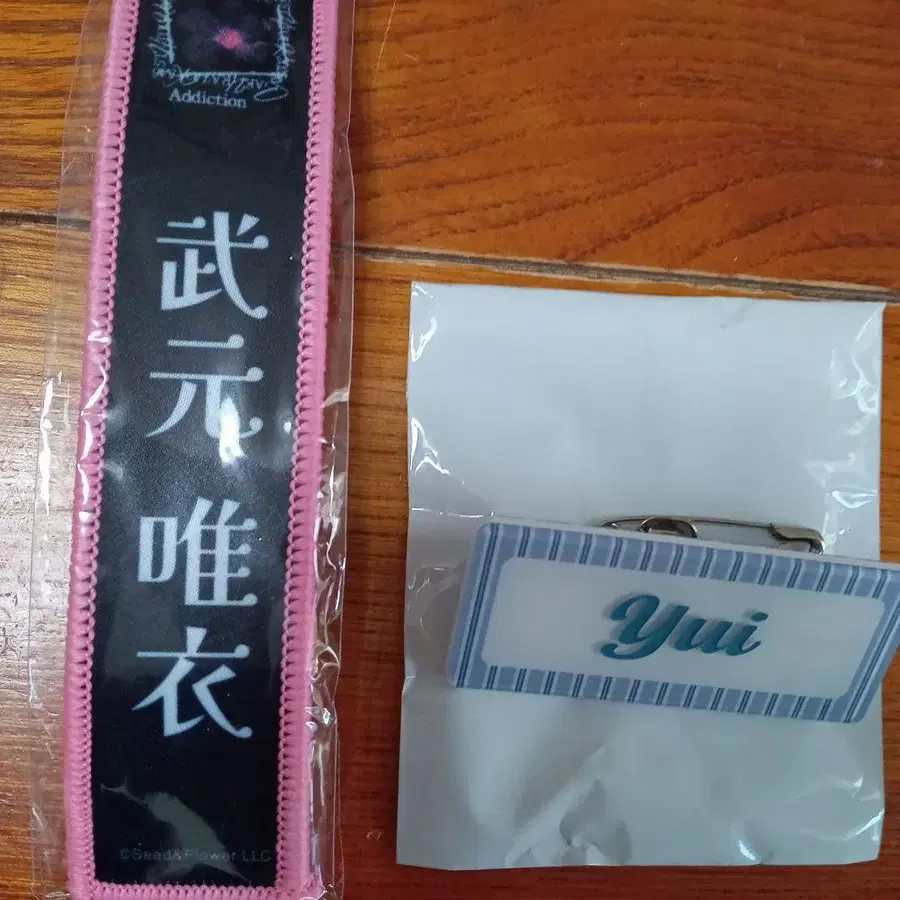 Addiction
武元唯衣
©Seed&Flower LLC
Yui